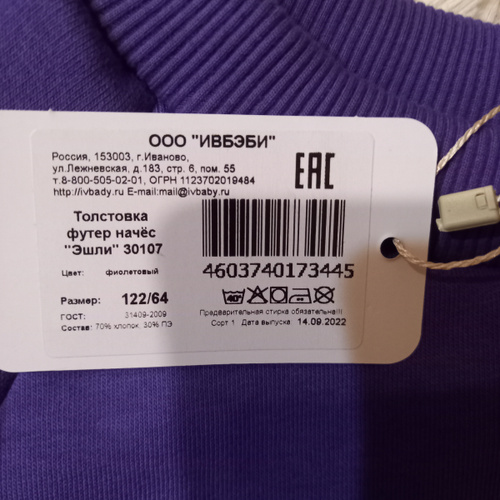 ООО "ИВБЭБИ"
Россия, 153003, г.Иваново,
ул.Лежневская, д.183, стр. 6, пом. 55
т.8-800-505-02-01, ОГРН 1123702019484
http://ivbady.ru E-mail:mail@ivbaby.ru
EAC
Толстовка
футер начёс
"Эшли" 30107
Цвет: фиолетовый
4603740173445
Размер: 122/64
40°
ГОСТ: 31409-2009
Предварительная стирка обязательна!!!
Состав: 70% хлопок, 30% ПЭ
Сорт 1 Дата выпуска: 14.09.2022